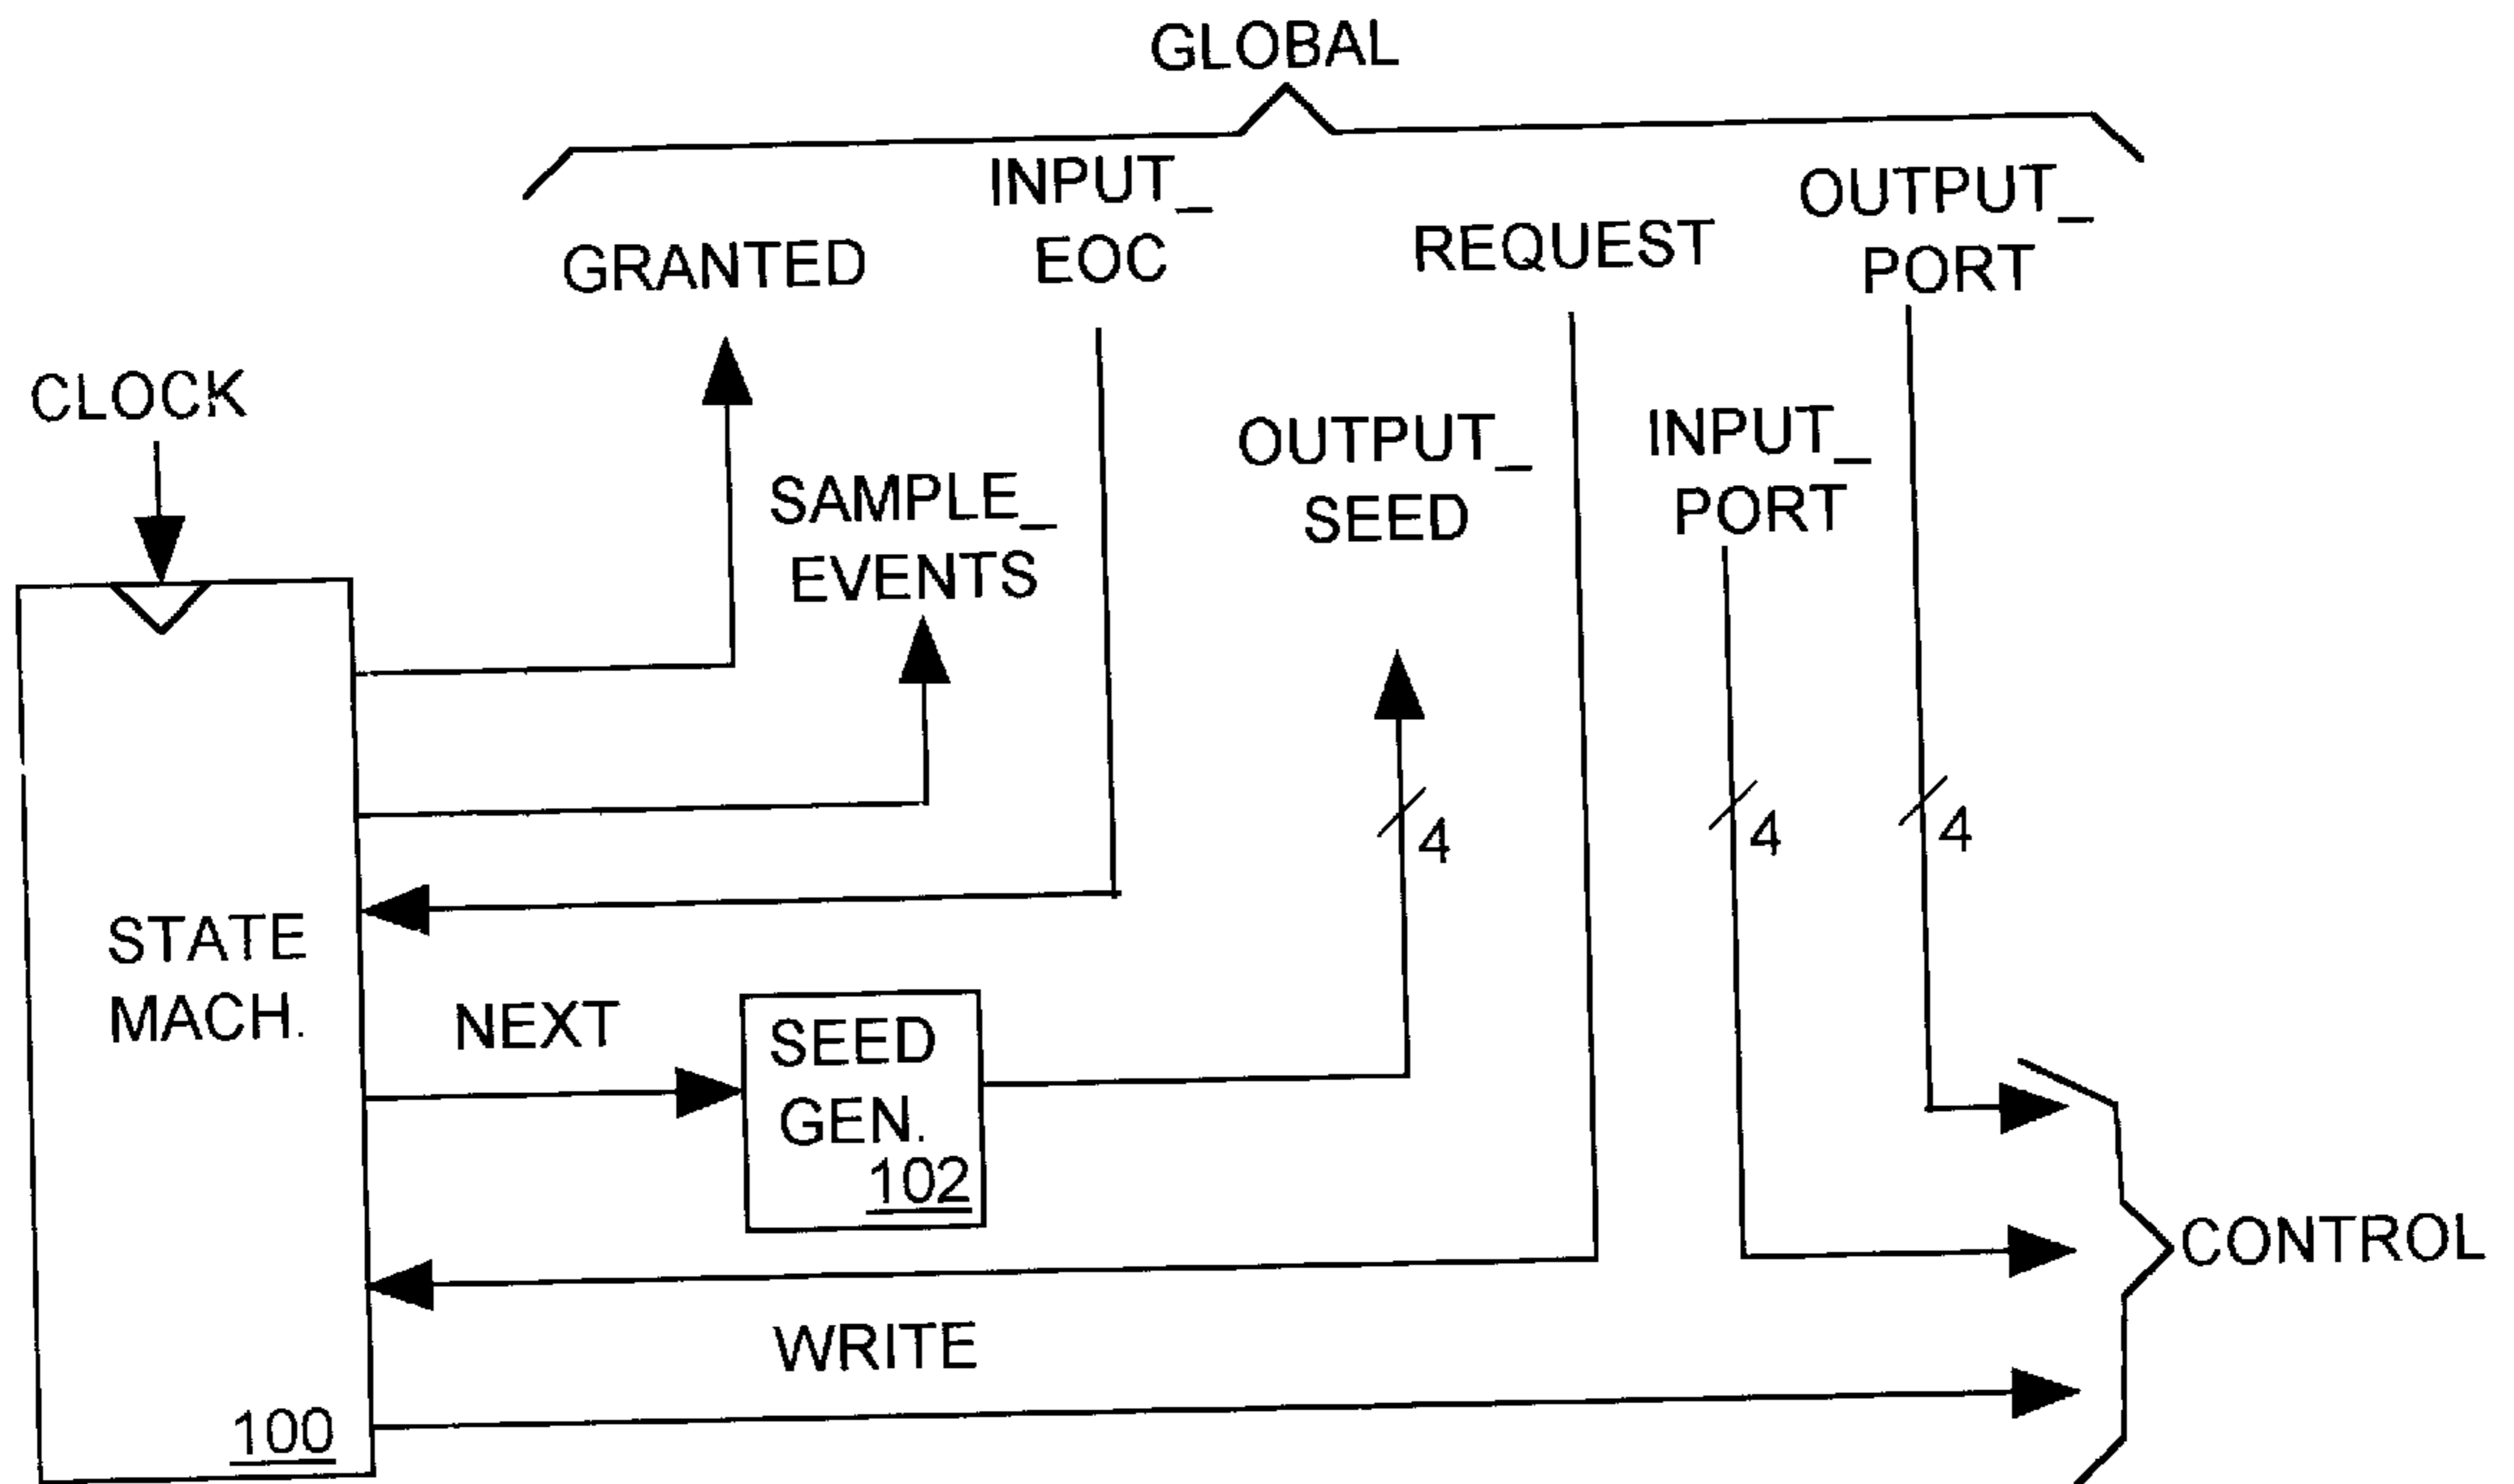 GLOBAL
INPUT_
EOC
OUTPUT_
PORT
GRANTED
REQUEST
CLOCK
SAMPLE_
EVENTS
OUTPUT_
SEED
INPUT_
PORT
4
4
4
STATE
MACH.
NEXT
SEED
GEN.
102
CONTROL
WRITE
100